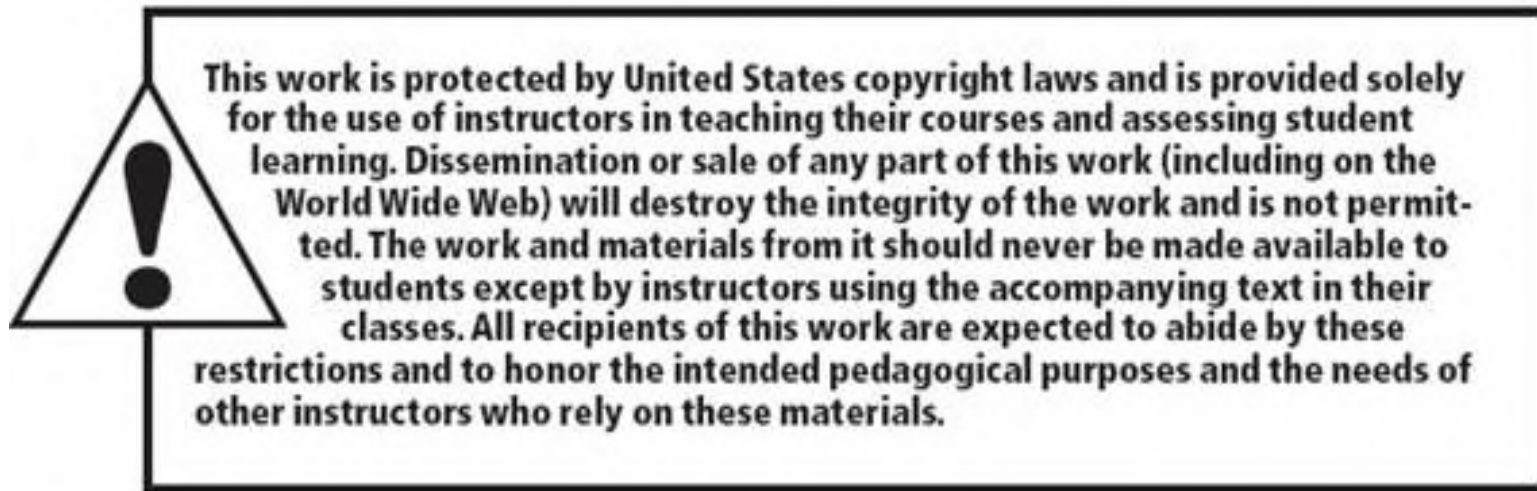 This work is protected by United States copyright laws and is provided solely
for the use of instructors in teaching their courses and assessing student
learning. Dissemination or sale of any part of this work (including on the
World Wide Web) will destroy the integrity of the work and is not permit-
ted. The work and materials from it should never be made available to
students except by instructors using the accompanying text in their
classes. All recipients of this work are expected to abide by these
restrictions and to honor the intended pedagogical purposes and the needs of
other instructors who rely on these materials.